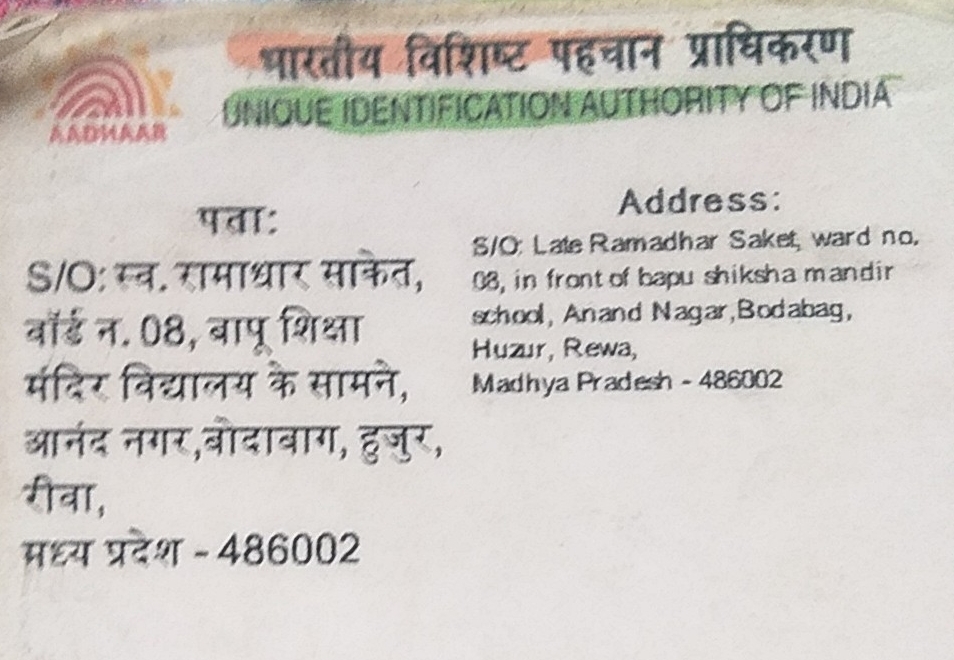 भारतीय विशिष्ट पहचान प्राधिकरण
UNIQUE IDENTIFICATION AUTHORITY OF INDIA
AADHAAR
पता:
S/O: स्व. रामाधार साकेत,
वॉर्ड न. 08, बापू शिक्षा
मंदिर विद्यालय के सामने,
आनंद नगर,बोदाबाग, हुजुर,
रीवा,
मध्य प्रदेश - 486002
Address:
S/O: Late Ramadhar Saket, ward no.
08, in front of bapu shiksha mandir
school, Anand Nagar,Bodabag,
Huzur, Rewa,
Madhya Pradesh - 486002